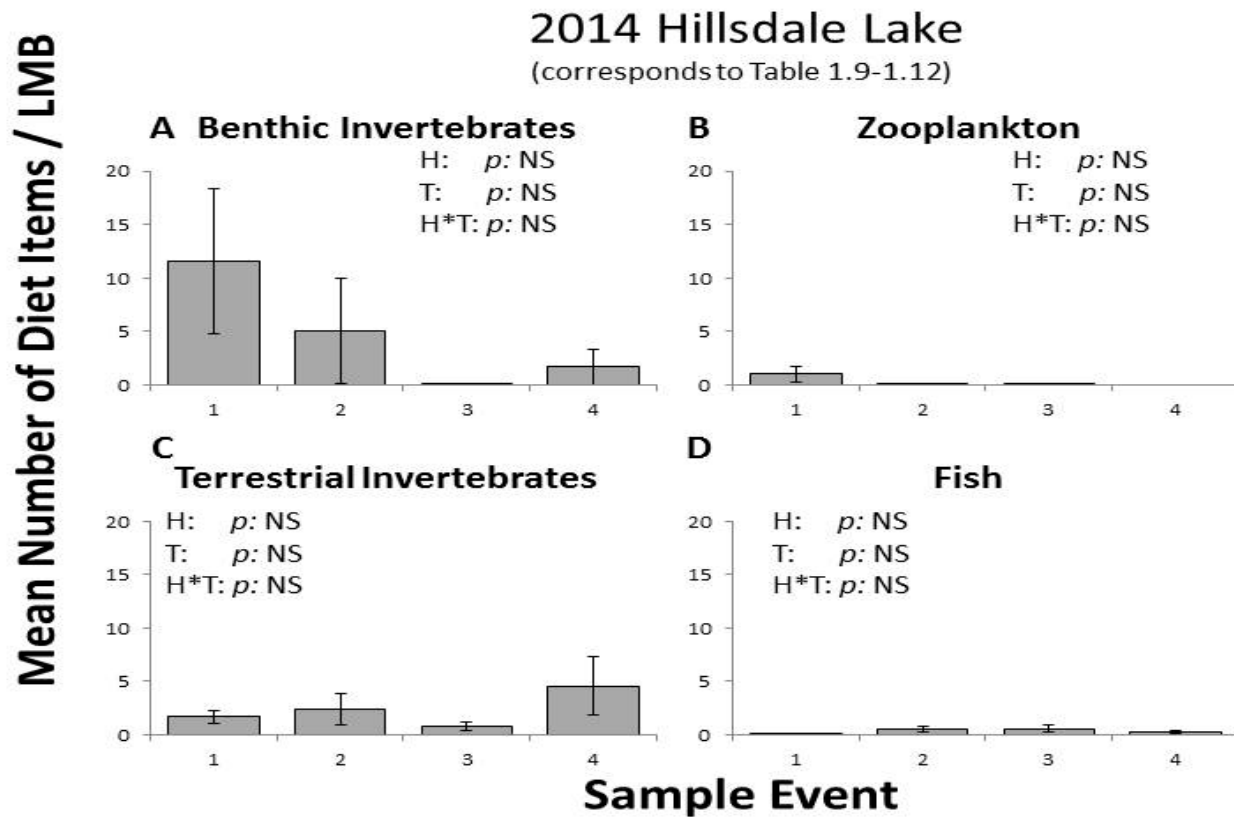 2014 Hillsdale Lake
(corresponds to Table 1.9-1.12)
Mean Number of Diet Items / LMB
A Benthic Invertebrates
H: p: NS
T: p: NS
H*T: p: NS
20
15
10
5
0
1 2 3 4
B Zooplankton
H: p: NS
T: p: NS
H*T: p: NS
20
15
10
5
0
1 2 3 4
C
Terrestrial Invertebrates
H: p: NS
T: p: NS
H*T: p: NS
20
15
10
5
0
1 2 3 4
D
Fish
H: p: NS
T: p: NS
H*T: p: NS
20
15
10
5
0
1 2 3 4
Sample Event